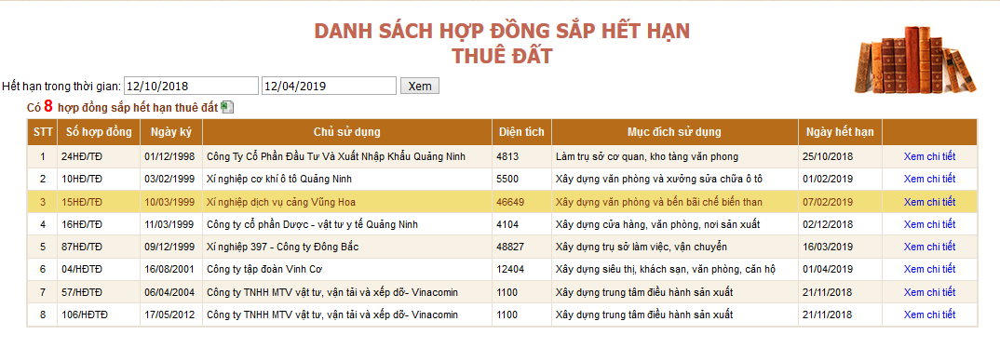 DANH SÁCH HỢP ĐỒNG SẮP HẾT HẠN
THUÊ ĐẤT
Hết hạn trong thời gian: 12/10/2018 12/04/2019 Xem
Có 8 hợp đồng sắp hết hạn thuê đất
STT Số hợp đồng Ngày ký Chủ sử dụng Diện tích Mục đích sử dụng Ngày hết hạn
1 24HĐ/TĐ 01/12/1998 Công Ty Cổ Phần Đầu Tư Và Xuất Nhập Khẩu Quảng Ninh 4813 Làm trụ sở cơ quan, kho tàng văn phong 25/10/2018 Xem chi tiết
2 10HĐ/TĐ 03/02/1999 Xí nghiệp cơ khí ô tô Quảng Ninh 5500 Xây dựng văn phòng và xưởng sửa chữa ô tô 01/02/2019 Xem chi tiết
3 15HĐ/TĐ 10/03/1999 Xí nghiệp dịch vụ cảng Vũng Hoa 46649 Xây dựng văn phòng và bến bãi chế biến than 07/02/2019 Xem chi tiết
4 16HĐ/TĐ 11/03/1999 Công ty cổ phần Dược - vật tư y tế Quảng Ninh 4104 Xây dựng cửa hàng, văn phòng, nơi sản xuất 02/12/2018 Xem chi tiết
5 87HĐ/TĐ 09/12/1999 Xí nghiệp 397 - Công ty Đông Bắc 48827 Xây dựng trụ sở làm việc, vận chuyển 16/03/2019 Xem chi tiết
6 04/HĐTĐ 16/08/2001 Công ty tập đoàn Vinh Cơ 12404 Xây dựng siêu thị, khách sạn, văn phòng, căn hộ 01/04/2019 Xem chi tiết
7 57/HĐTĐ 06/04/2004 Công ty TNHH MTV vật tư, vận tải và xếp dỡ- Vinacomin 1100 Xây dựng trung tâm điều hành sản xuất 21/11/2018 Xem chi tiết
8 106/HĐTĐ 17/05/2012 Công ty TNHH MTV vật tư, vận tải và xếp dỡ- Vinacomin 1100 Xây dựng trung tâm điều hành sản xuất 21/11/2018 Xem chi tiết